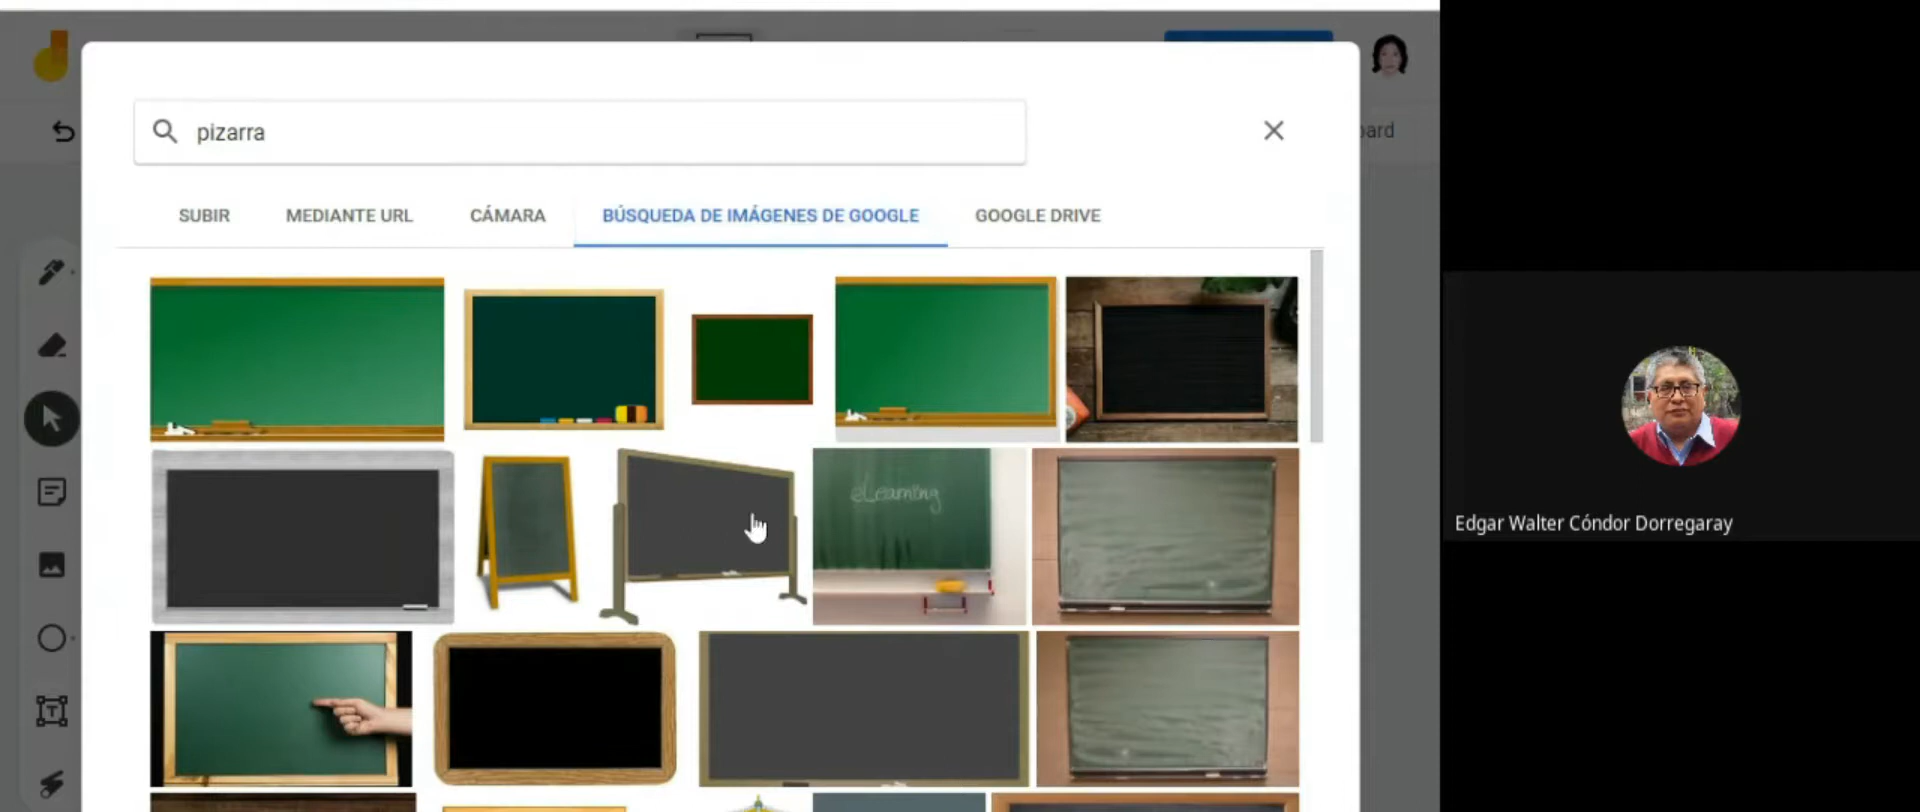 pizarra
SUBIR MEDIANTE URL CÁMARA BÚSQUEDA DE IMÁGENES DE GOOGLE GOOGLE DRIVE
eLearning
Edgar Walter Cóndor Dorregaray